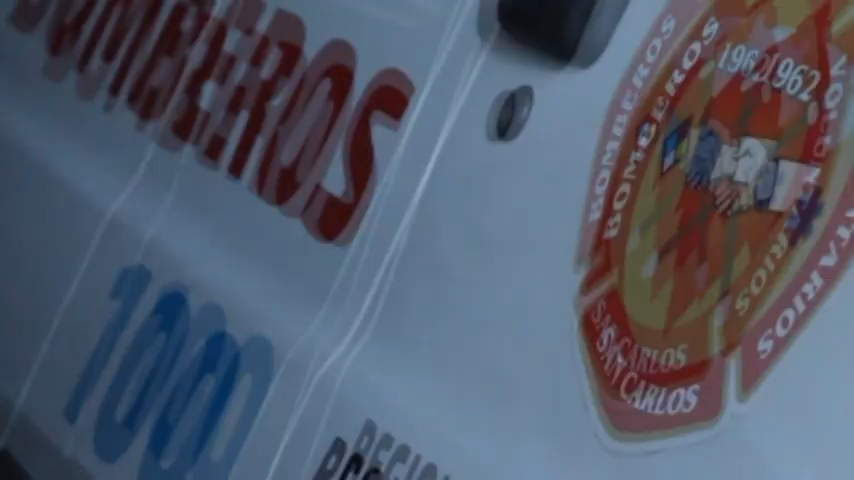 BOMBEROS
100
1962
BOMBEROS
VOLUNTARIOS
SAN CARLOS